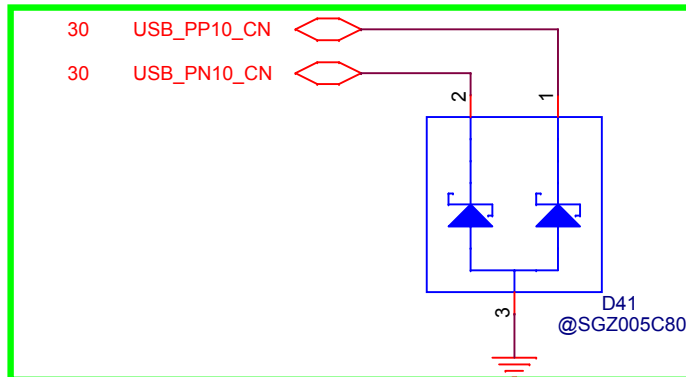 30 USB_PP10_CN
30 USB_PN10_CN
2 1
3
D41
@SGZ005C80